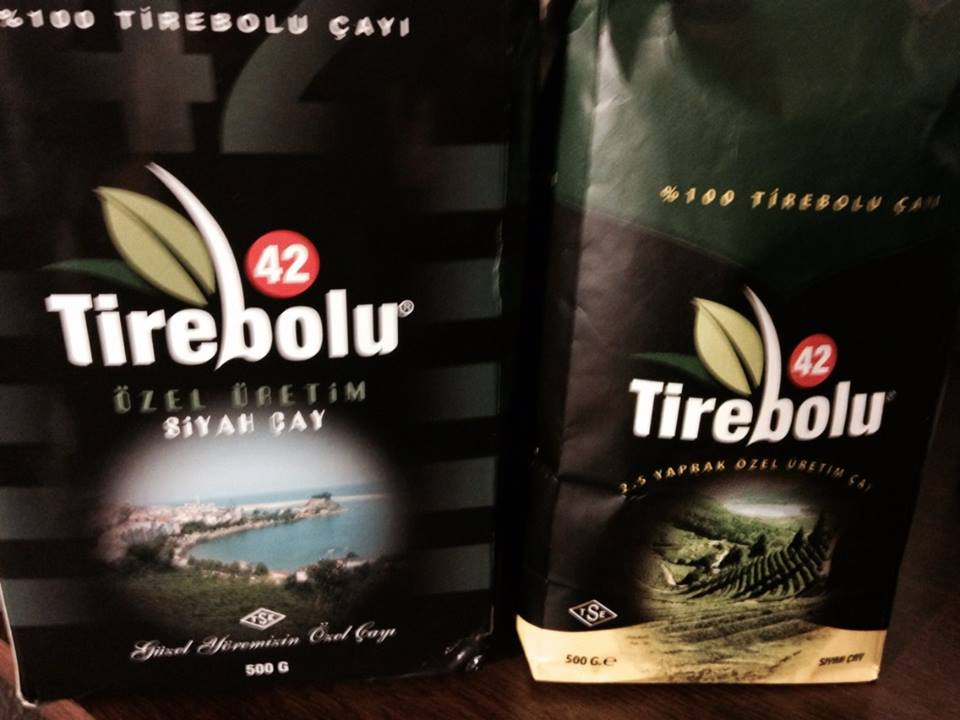 %100 TİREBOLU ÇAYI
42
42
Tirebolu®
ÖZEL ÜRETİM
SİYAH ÇAY
TSE
Güzel Yöremizin Özel Çayı
500 G
%100 TİREBOLU ÇAYI
42
Tirebolu®
2.5 YAPRAK ÖZEL ÜRETİM ÇAY
TSE
500 G.e
SİYAH ÇAY